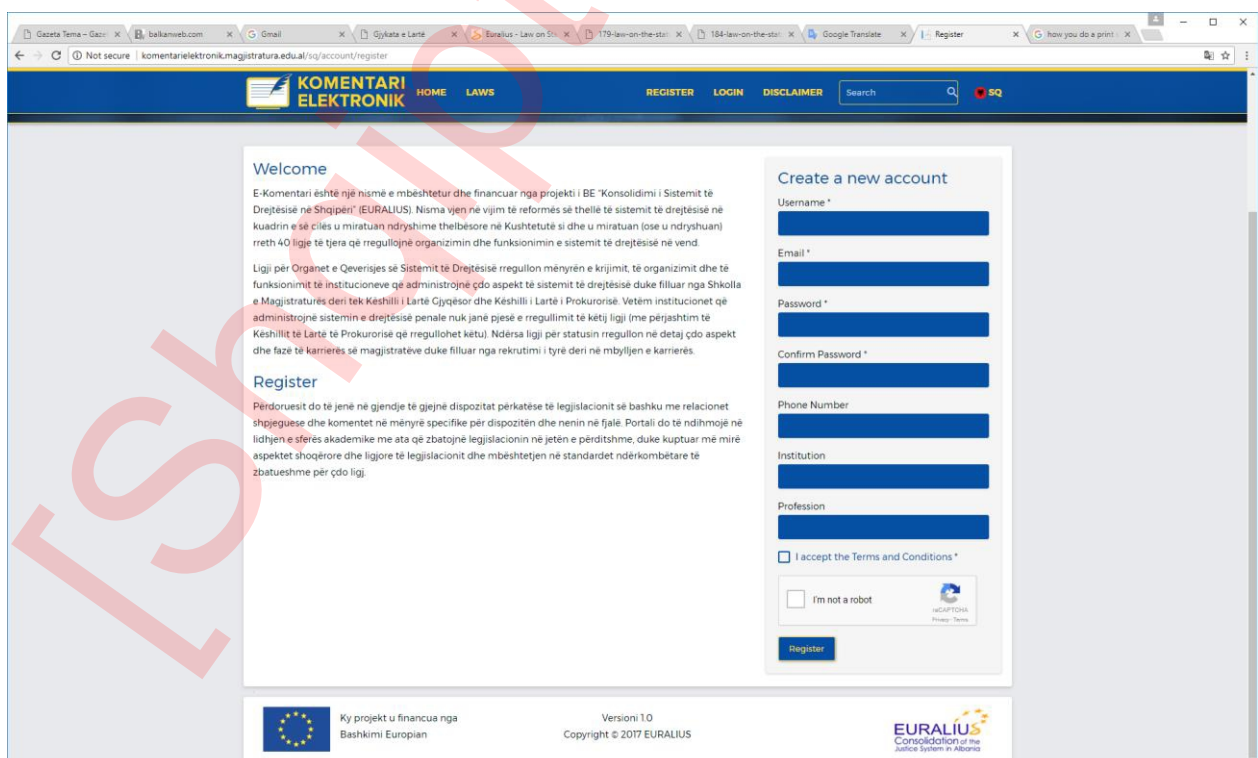 Gazeta Tema – Gaze
balkanweb.com
Gmail
Gjykata e Lartë
Euralius - Law on St
179-law-on-the-stat
184-law-on-the-stat
Google Translate
Register
how you do a print
Not secure | komentarielektronik.magjistratura.edu.al/sq/account/register
KOMENTARI
ELEKTRONIK
HOME LAWS REGISTER LOGIN DISCLAIMER Search SQ
Welcome
E-Komentari është një nismë e mbështetur dhe financuar nga projekti i BE "Konsolidimi i Sistemit të
Drejtësisë në Shqipëri" (EURALIUS). Nisma vjen në vijim të reformës së thellë të sistemit të drejtësisë në
kuadrin e së cilës u miratuan ndryshime thelbësore në Kushtetutë si dhe u miratuan (ose u ndryshuan)
rreth 40 ligje të tjera që rregullojnë organizimin dhe funksionimin e sistemit të drejtësisë në vend.
Ligji për Organet e Qeverisjes së Sistemit të Drejtësisë rregullon mënyrën e krijimit, të organizimit dhe të
funksionimit të institucioneve që administrojnë çdo aspekt të sistemit të drejtësisë duke filluar nga Shkolla
e Magjistraturës deri tek Këshilli i Lartë Gjyqësor dhe Këshilli i Lartë i Prokurorisë. Vetëm institucionet që
administrojnë sistemin e drejtësisë penale nuk janë pjesë e rregullimit të këtij ligji (me përjashtim të
Këshillit të Lartë të Prokurorisë që rregullohet këtu). Ndërsa ligji për statusin rregullon në detaj çdo aspekt
dhe fazë të karrierës së magjistratëve duke filluar nga rekrutimi i tyre deri në mbylljen e karrierës.
Register
Përdoruesit do të jenë në gjendje të gjejnë dispozitat përkatëse të legjislacionit së bashku me relacionet
shpjeguese dhe komentet në mënyrë specifike për dispozitën dhe nenin në fjalë. Portali do të ndihmojë në
lidhjen e sferës akademike me ata që zbatojnë legjislacionin në jetën e përditshme, duke kuptuar më mirë
aspektet shoqërore dhe ligjore të legjislacionit dhe mbështetjen në standardet ndërkombëtare të
zbatueshme për çdo ligj.
Create a new account
Username *
Email *
Password *
Confirm Password *
Phone Number
Institution
Profession
I accept the Terms and Conditions *
I'm not a robot
reCAPTCHA
Privacy - Terms
Register
Ky projekt u financua nga
Bashkimi Europian
Versioni 1.0
Copyright © 2017 EURALIUS
EURALIUS
Consolidation of the
Justice System in Albania
[Shqip